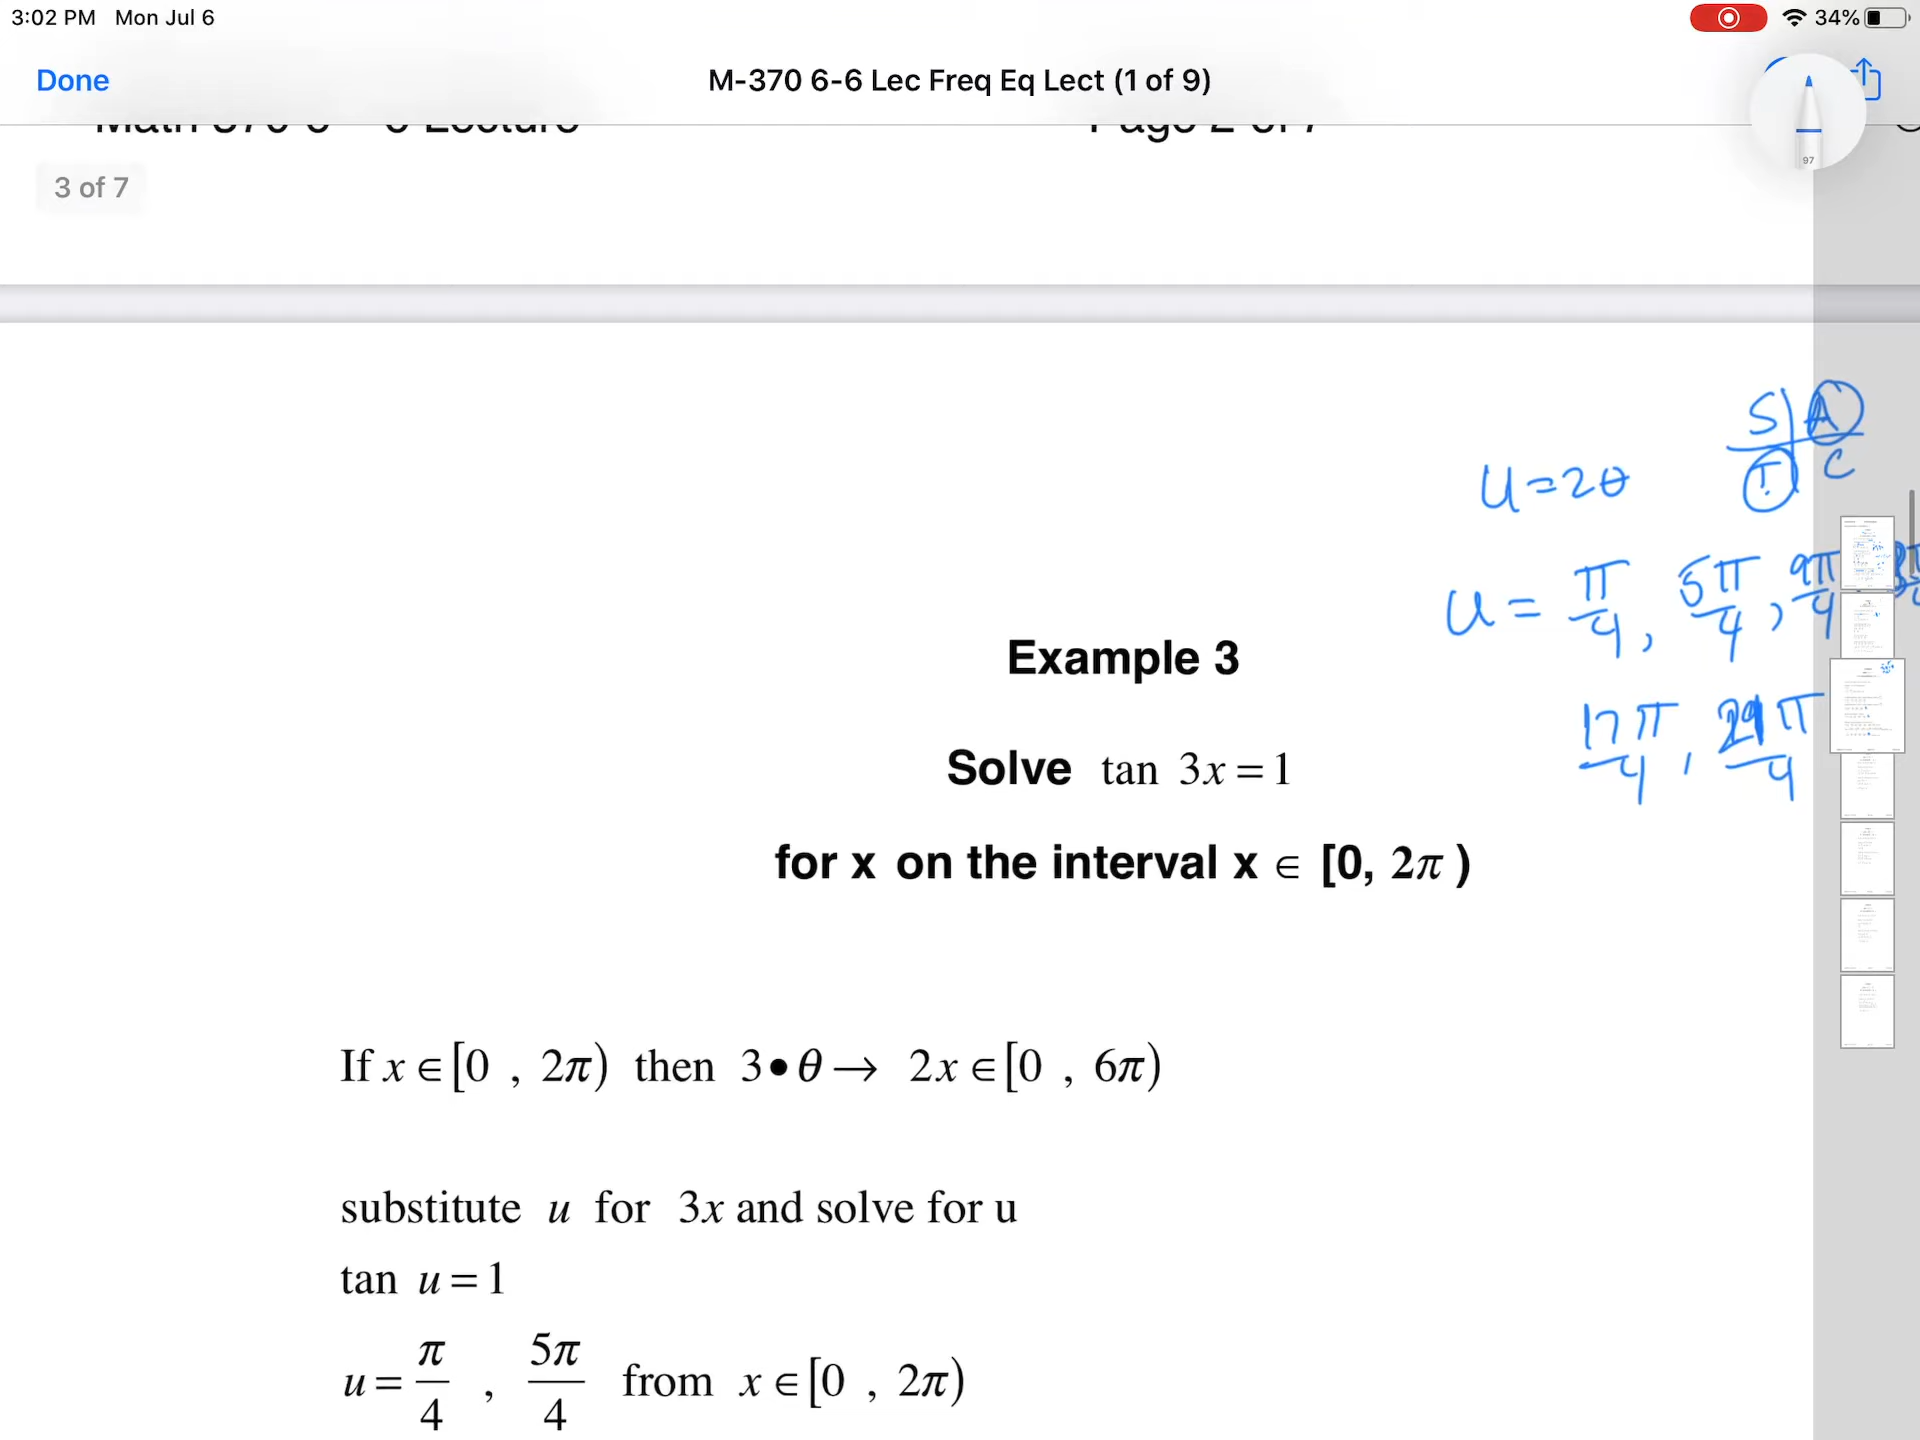 3:02 PM Mon Jul 6
34%
Done
M-370 6-6 Lec Freq Eq Lect (1 of 9)
97
3 of 7
S A
T C
u=2θ
u = π/4, 5π/4, 9π/4
17π/4, 21π/4
Example 3
Solve tan 3x = 1
for x on the interval x ∈ [0, 2π )
If x ∈ [0 , 2π) then 3•θ → 2x ∈ [0 , 6π)
substitute u for 3x and solve for u
tan u = 1
u = π/4 , 5π/4 from x ∈ [0 , 2π)